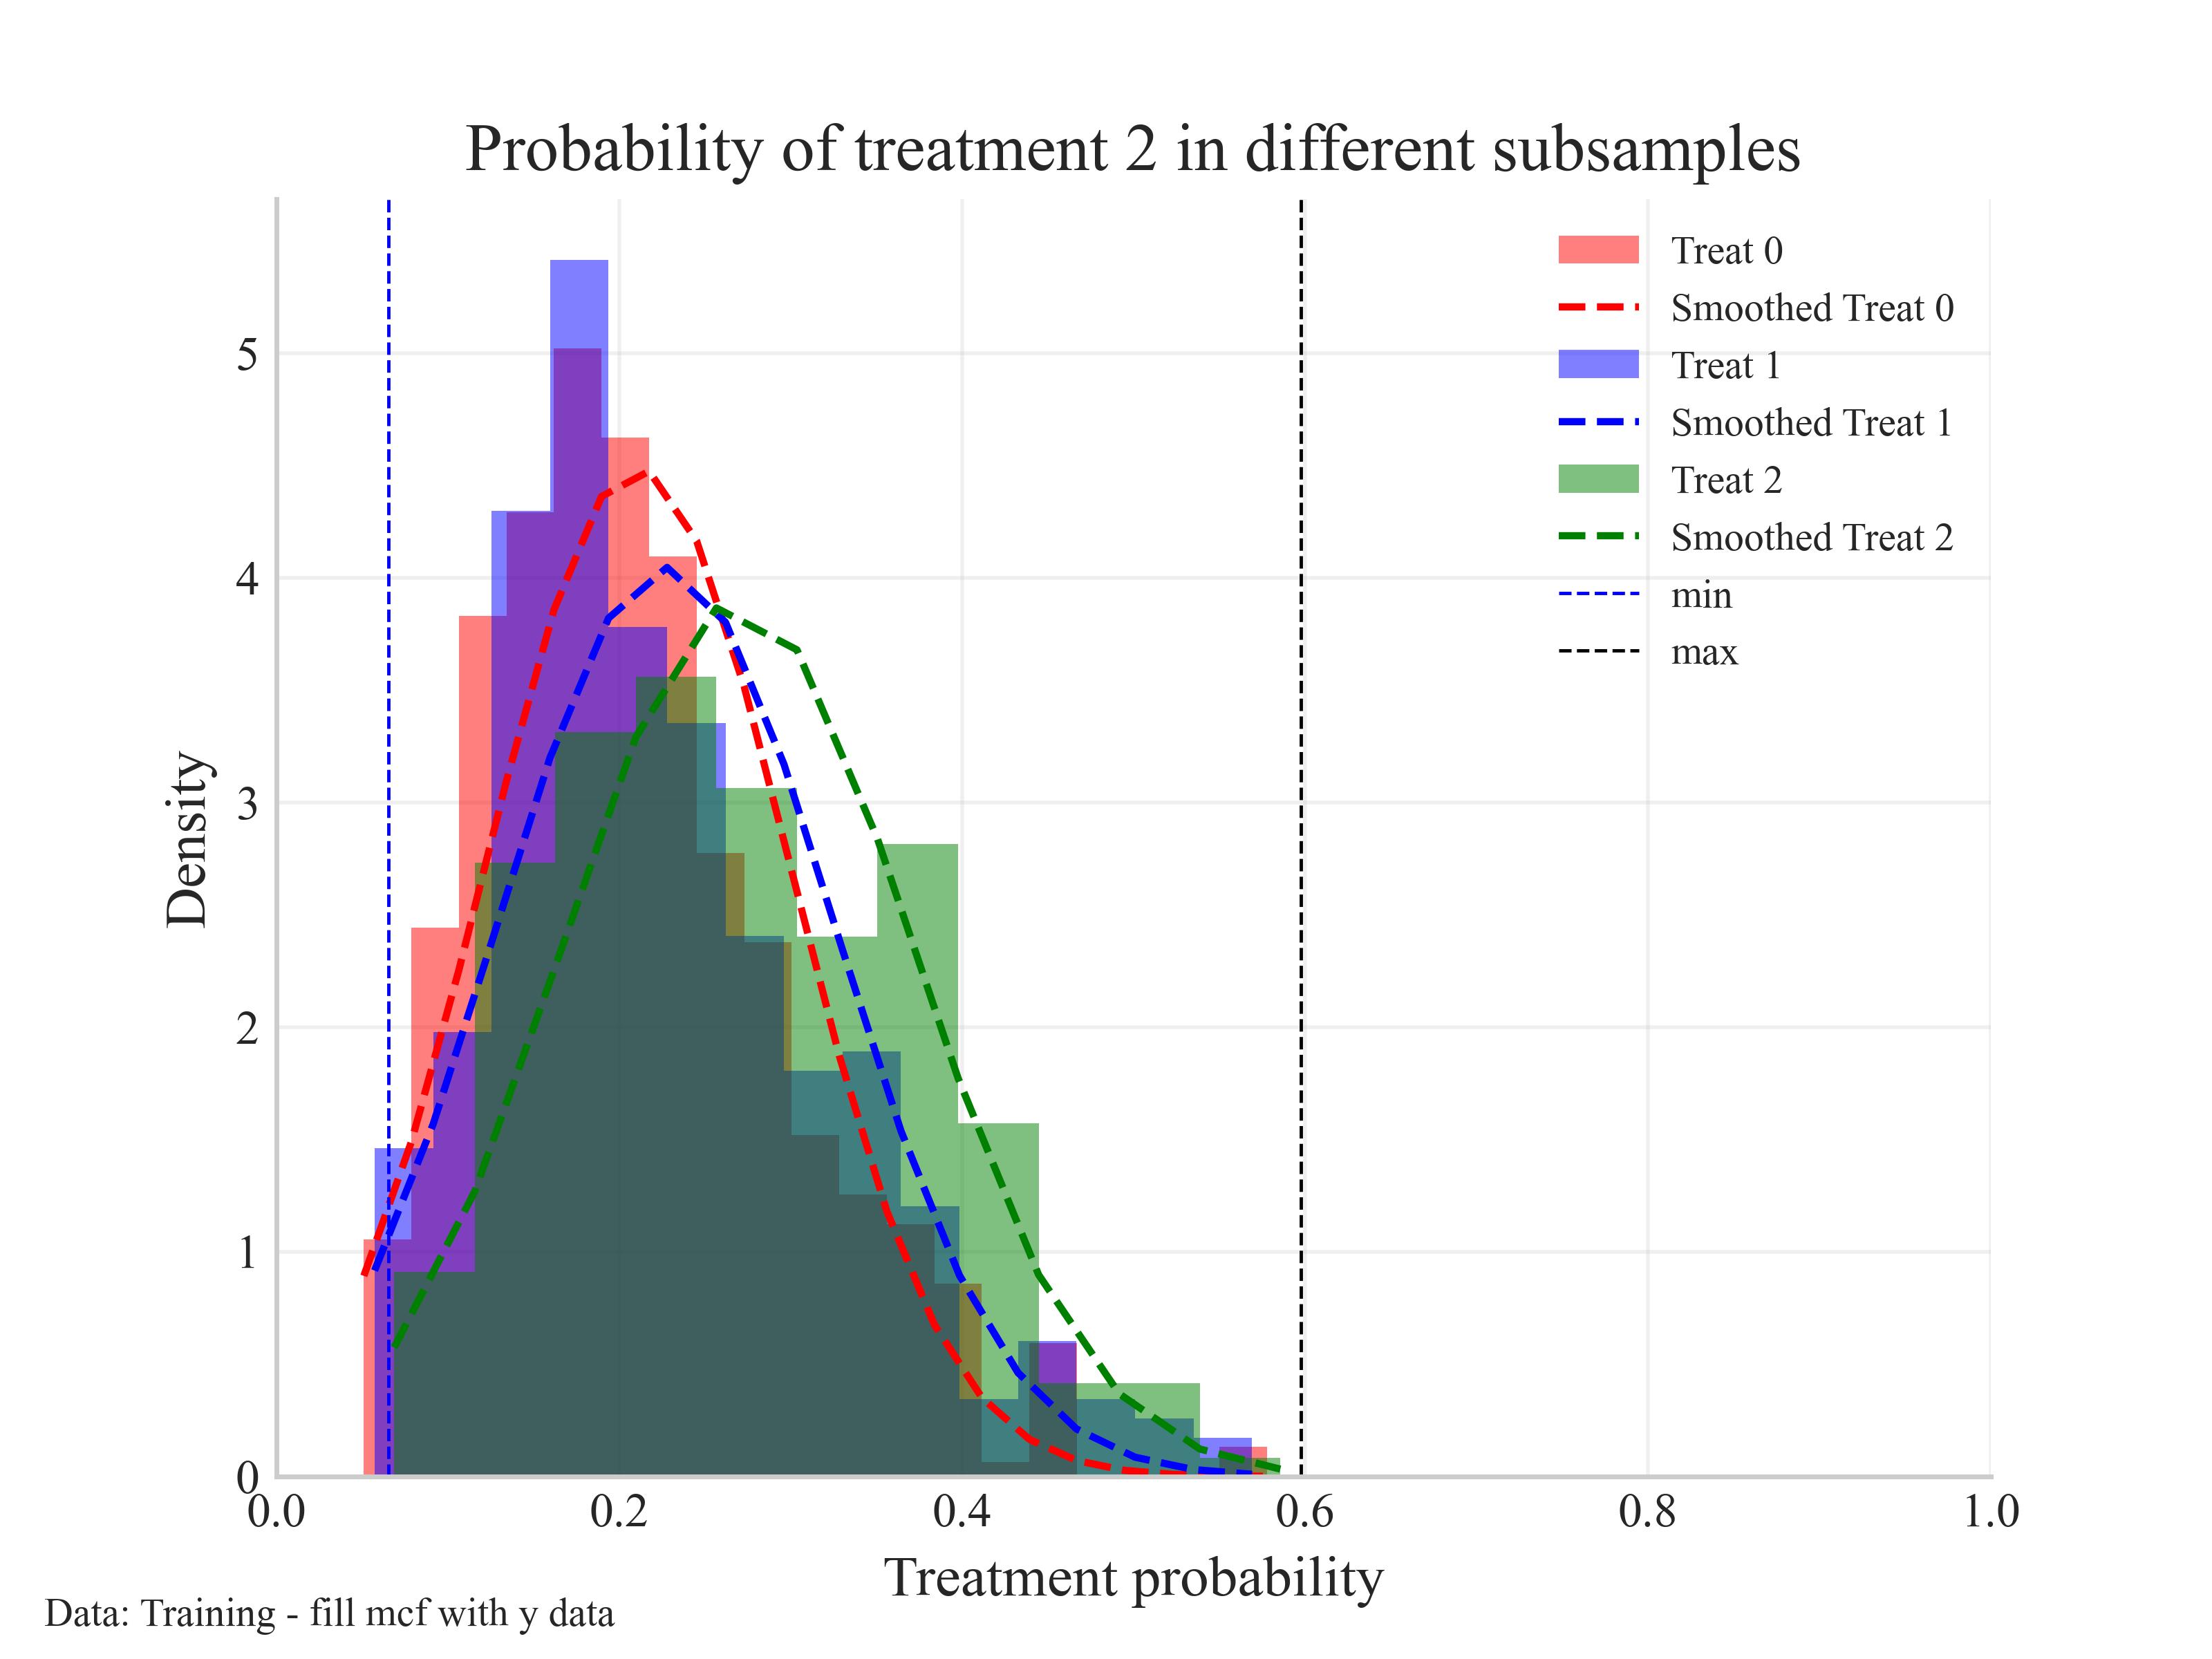 Probability of treatment 2 in different subsamples
Treat 0
Smoothed Treat 0
Treat 1
Smoothed Treat 1
Treat 2
Smoothed Treat 2
min
max
Density
5
4
3
2
1
0
0.0
0.2
0.4
0.6
0.8
1.0
Treatment probability
Data: Training - fill mcf with y data